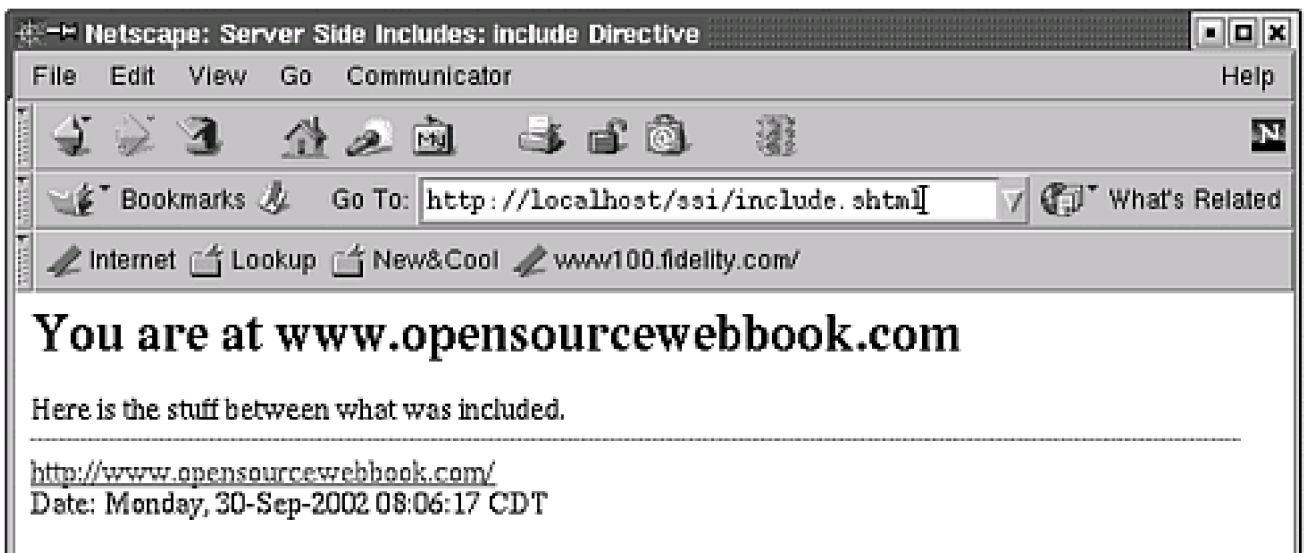 Netscape: Server Side Includes: include Directive
File Edit View Go Communicator Help
My
N
Bookmarks Go To: http://localhost/ssi/include.shtml What's Related
Internet Lookup New&Cool www100.fidelity.com/
You are at www.opensourcewebbook.com
Here is the stuff between what was included.
http://www.opensourcewebbook.com/
Date: Monday, 30-Sep-2002 08:06:17 CDT